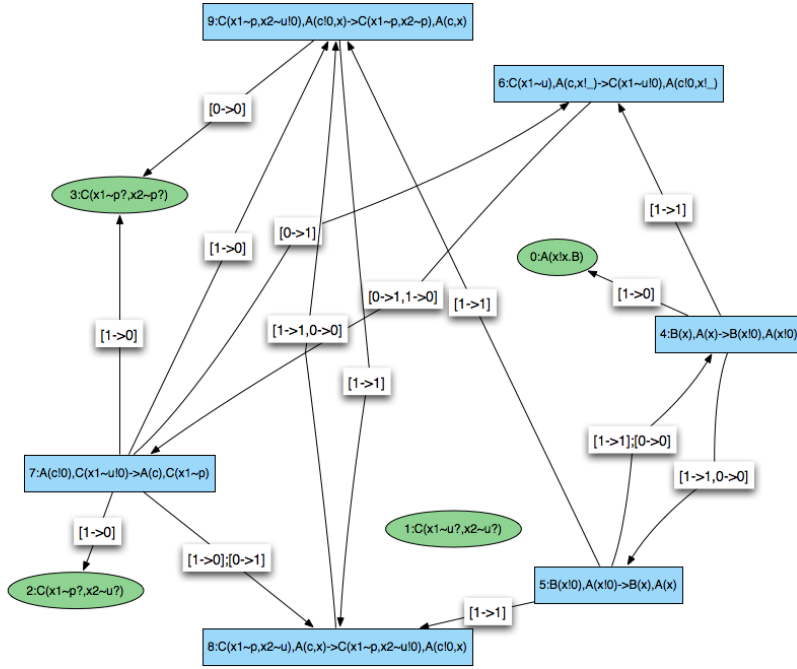 9:C(x1~p,x2~u!0),A(c!0,x)->C(x1~p,x2~p),A(c,x)
6:C(x1~u),A(c,x!_)->C(x1~u!0),A(c!0,x!_)
[0->0]
3:C(x1~p?,x2~p?)
[1->1]
[0->1]
[1->0]
0:A(x!x.B)
[1->0]
[0->1,1->0]
[1->1]
[1->1,0->0]
[1->0]
4:B(x),A(x)->B(x!0),A(x!0)
[1->1]
[1->1];[0->0]
7:A(c!0),C(x1~u!0)->A(c),C(x1~p)
[1->1,0->0]
[1->0]
1:C(x1~u?,x2~u?)
[1->0];[0->1]
2:C(x1~p?,x2~u?)
5:B(x!0),A(x!0)->B(x),A(x)
[1->1]
8:C(x1~p,x2~u),A(c,x)->C(x1~p,x2~u!0),A(c!0,x)